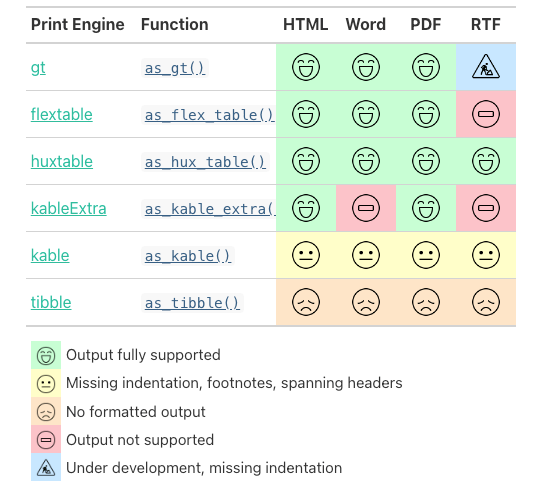 Print Engine Function HTML Word PDF RTF
gt as_gt()
flextable as_flex_table()
huxtable as_hux_table()
kableExtra as_kable_extra(
kable as_kable()
tibble as_tibble()
Output fully supported
Missing indentation, footnotes, spanning headers
No formatted output
Output not supported
Under development, missing indentation